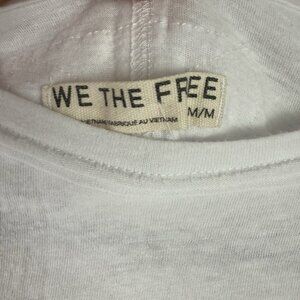 WE THE FREE
M/M
VIETNAM/FABRIQUÉ AU VIETNAM